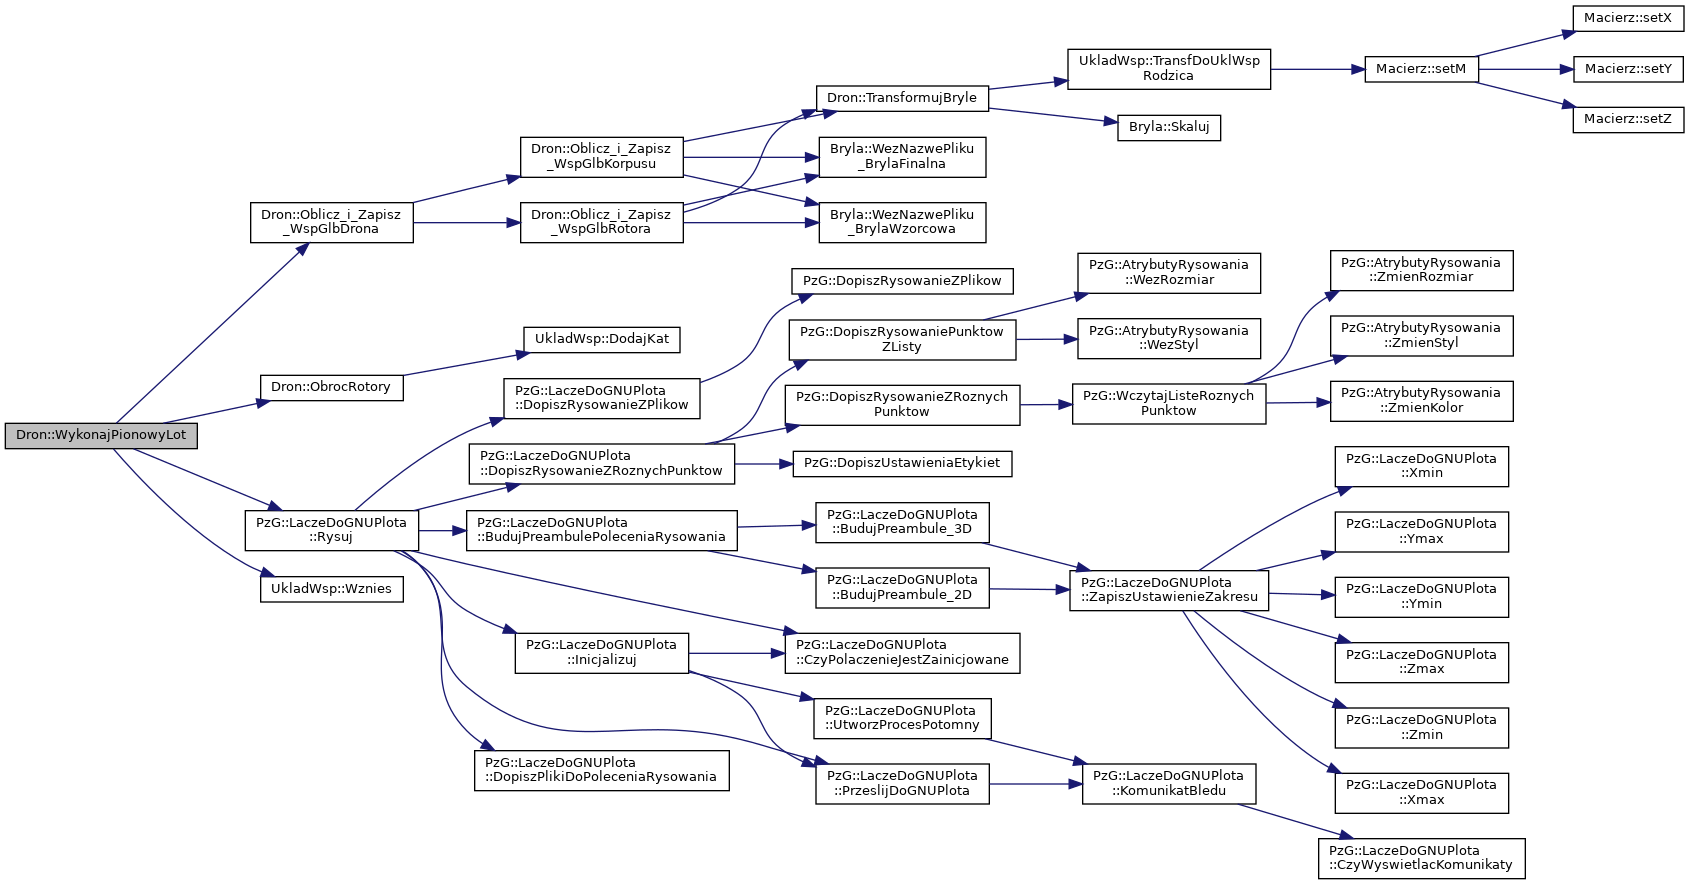 Dron::WykonajPionowyLot
Dron::Oblicz_i_Zapisz
_WspGlbDrona
Dron::ObrocRotory
PzG::LaczeDoGNUPlota
::Rysuj
UkladWsp::Wznies
Dron::Oblicz_i_Zapisz
_WspGlbKorpusu
Dron::Oblicz_i_Zapisz
_WspGlbRotora
UkladWsp::DodajKat
PzG::LaczeDoGNUPlota
::DopiszRysowanieZPlikow
PzG::LaczeDoGNUPlota
::DopiszRysowanieZRoznychPunktow
PzG::LaczeDoGNUPlota
::BudujPreambulePoleceniaRysowania
PzG::LaczeDoGNUPlota
::Inicjalizuj
PzG::LaczeDoGNUPlota
::DopiszPlikiDoPoleceniaRysowania
Dron::TransformujBryle
Bryla::WezNazwePliku
_BrylaFinalna
Bryla::WezNazwePliku
_BrylaWzorcowa
PzG::DopiszRysowanieZPlikow
PzG::DopiszRysowaniePunktow
ZListy
PzG::DopiszRysowanieZRoznych
Punktow
PzG::DopiszUstawieniaEtykiet
PzG::LaczeDoGNUPlota
::BudujPreambule_3D
PzG::LaczeDoGNUPlota
::BudujPreambule_2D
PzG::LaczeDoGNUPlota
::CzyPolaczenieJestZainicjowane
PzG::LaczeDoGNUPlota
::UtworzProcesPotomny
PzG::LaczeDoGNUPlota
::PrzeslijDoGNUPlota
UkladWsp::TransfDoUklWsp
Rodzica
Bryla::Skaluj
PzG::AtrybutyRysowania
::WezRozmiar
PzG::AtrybutyRysowania
::WezStyl
PzG::WczytajListeRoznych
Punktow
PzG::LaczeDoGNUPlota
::ZapiszUstawienieZakresu
PzG::LaczeDoGNUPlota
::KomunikatBledu
Macierz::setM
Macierz::setX
Macierz::setY
Macierz::setZ
PzG::AtrybutyRysowania
::ZmienRozmiar
PzG::AtrybutyRysowania
::ZmienStyl
PzG::AtrybutyRysowania
::ZmienKolor
PzG::LaczeDoGNUPlota
::Xmin
PzG::LaczeDoGNUPlota
::Ymax
PzG::LaczeDoGNUPlota
::Ymin
PzG::LaczeDoGNUPlota
::Zmax
PzG::LaczeDoGNUPlota
::Zmin
PzG::LaczeDoGNUPlota
::Xmax
PzG::LaczeDoGNUPlota
::CzyWyswietlacKomunikaty